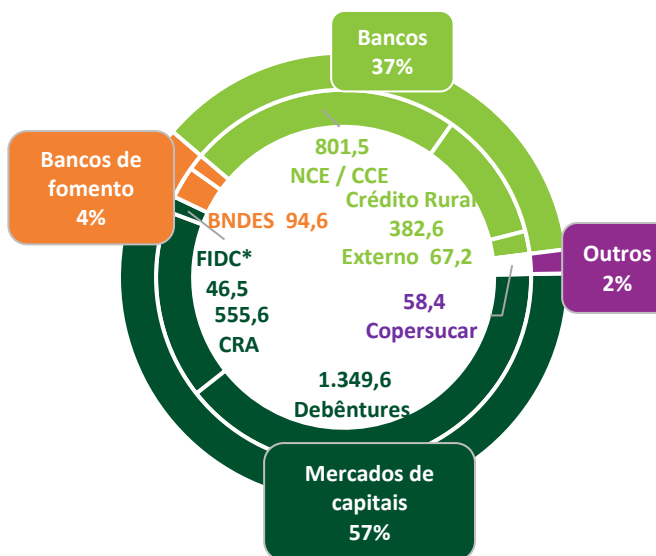 Bancos
37%
801,5
NCE / CCE
Crédito Rural
382,6
Externo 67,2
Bancos de
fomento
4%
BNDES 94,6
FIDC*
46,5
555,6
CRA
Outros
2%
58,4
Copersucar
1.349,6
Debêntures
Mercados de
capitais
57%